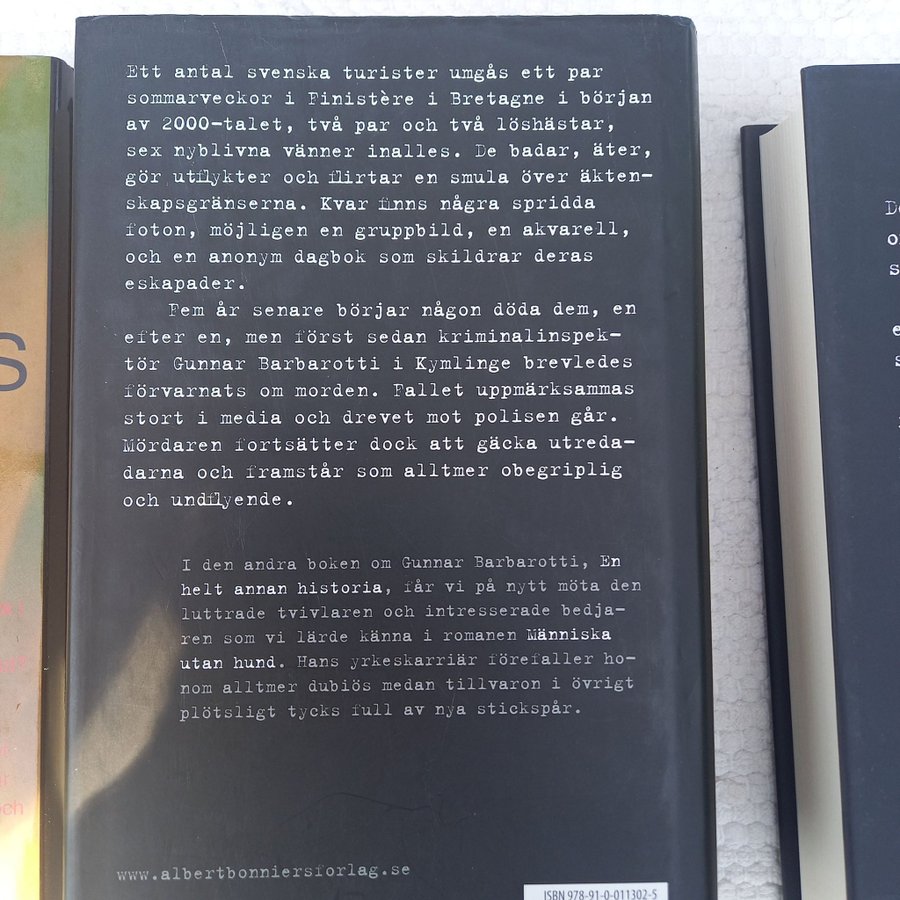 Ett antal svenska turister umgås ett par
sommarveckor i Finistère i Bretagne i början
av 2000-talet, två par och två löshästar,
sex nyblivna vänner inalles. De badar, äter,
gör utflykter och flirtar en smula över äkten-
skapsgränserna. Kvar finns några spridda
foton, möjligen en gruppbild, en akvarell,
och en anonym dagbok som skildrar deras
eskapader.
Fem år senare börjar någon döda dem, en
efter en, men först sedan kriminalinspek-
tör Gunnar Barbarotti i Kymlinge brevledes
förvarnats om morden. Fallet uppmärksammas
stort i media och drevet mot polisen går.
Mördaren fortsätter dock att gäcka utreda-
darna och framstår som alltmer obegriplig
och undflyende.
I den andra boken om Gunnar Barbarotti, En
helt annan historia, får vi på nytt möta den
luttrade tvivlaren och intresserade bedja-
ren som vi lärde känna i romanen Människa
utan hund. Hans yrkeskarriär förefaller ho-
nom alltmer dubiös medan tillvaron i övrigt
plötsligt tycks full av nya stickspår.
www.albertbonniersforlag.se
ISBN 978-91-0-011302-5
S